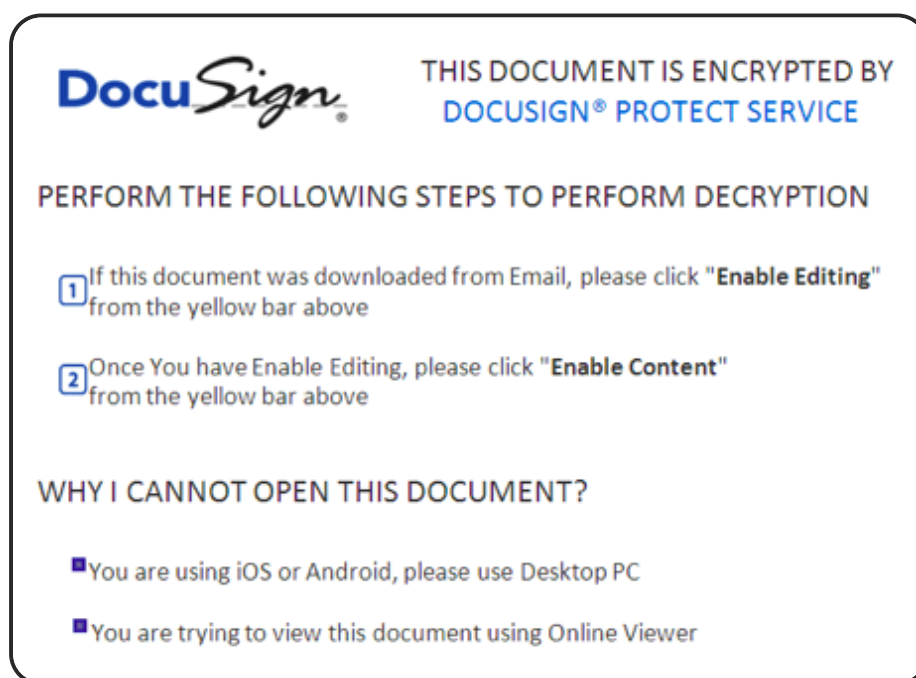 DocuSign®
THIS DOCUMENT IS ENCRYPTED BY
DOCUSIGN® PROTECT SERVICE
PERFORM THE FOLLOWING STEPS TO PERFORM DECRYPTION
1 If this document was downloaded from Email, please click "Enable Editing"
from the yellow bar above
2 Once You have Enable Editing, please click "Enable Content"
from the yellow bar above
WHY I CANNOT OPEN THIS DOCUMENT?
You are using iOS or Android, please use Desktop PC
You are trying to view this document using Online Viewer